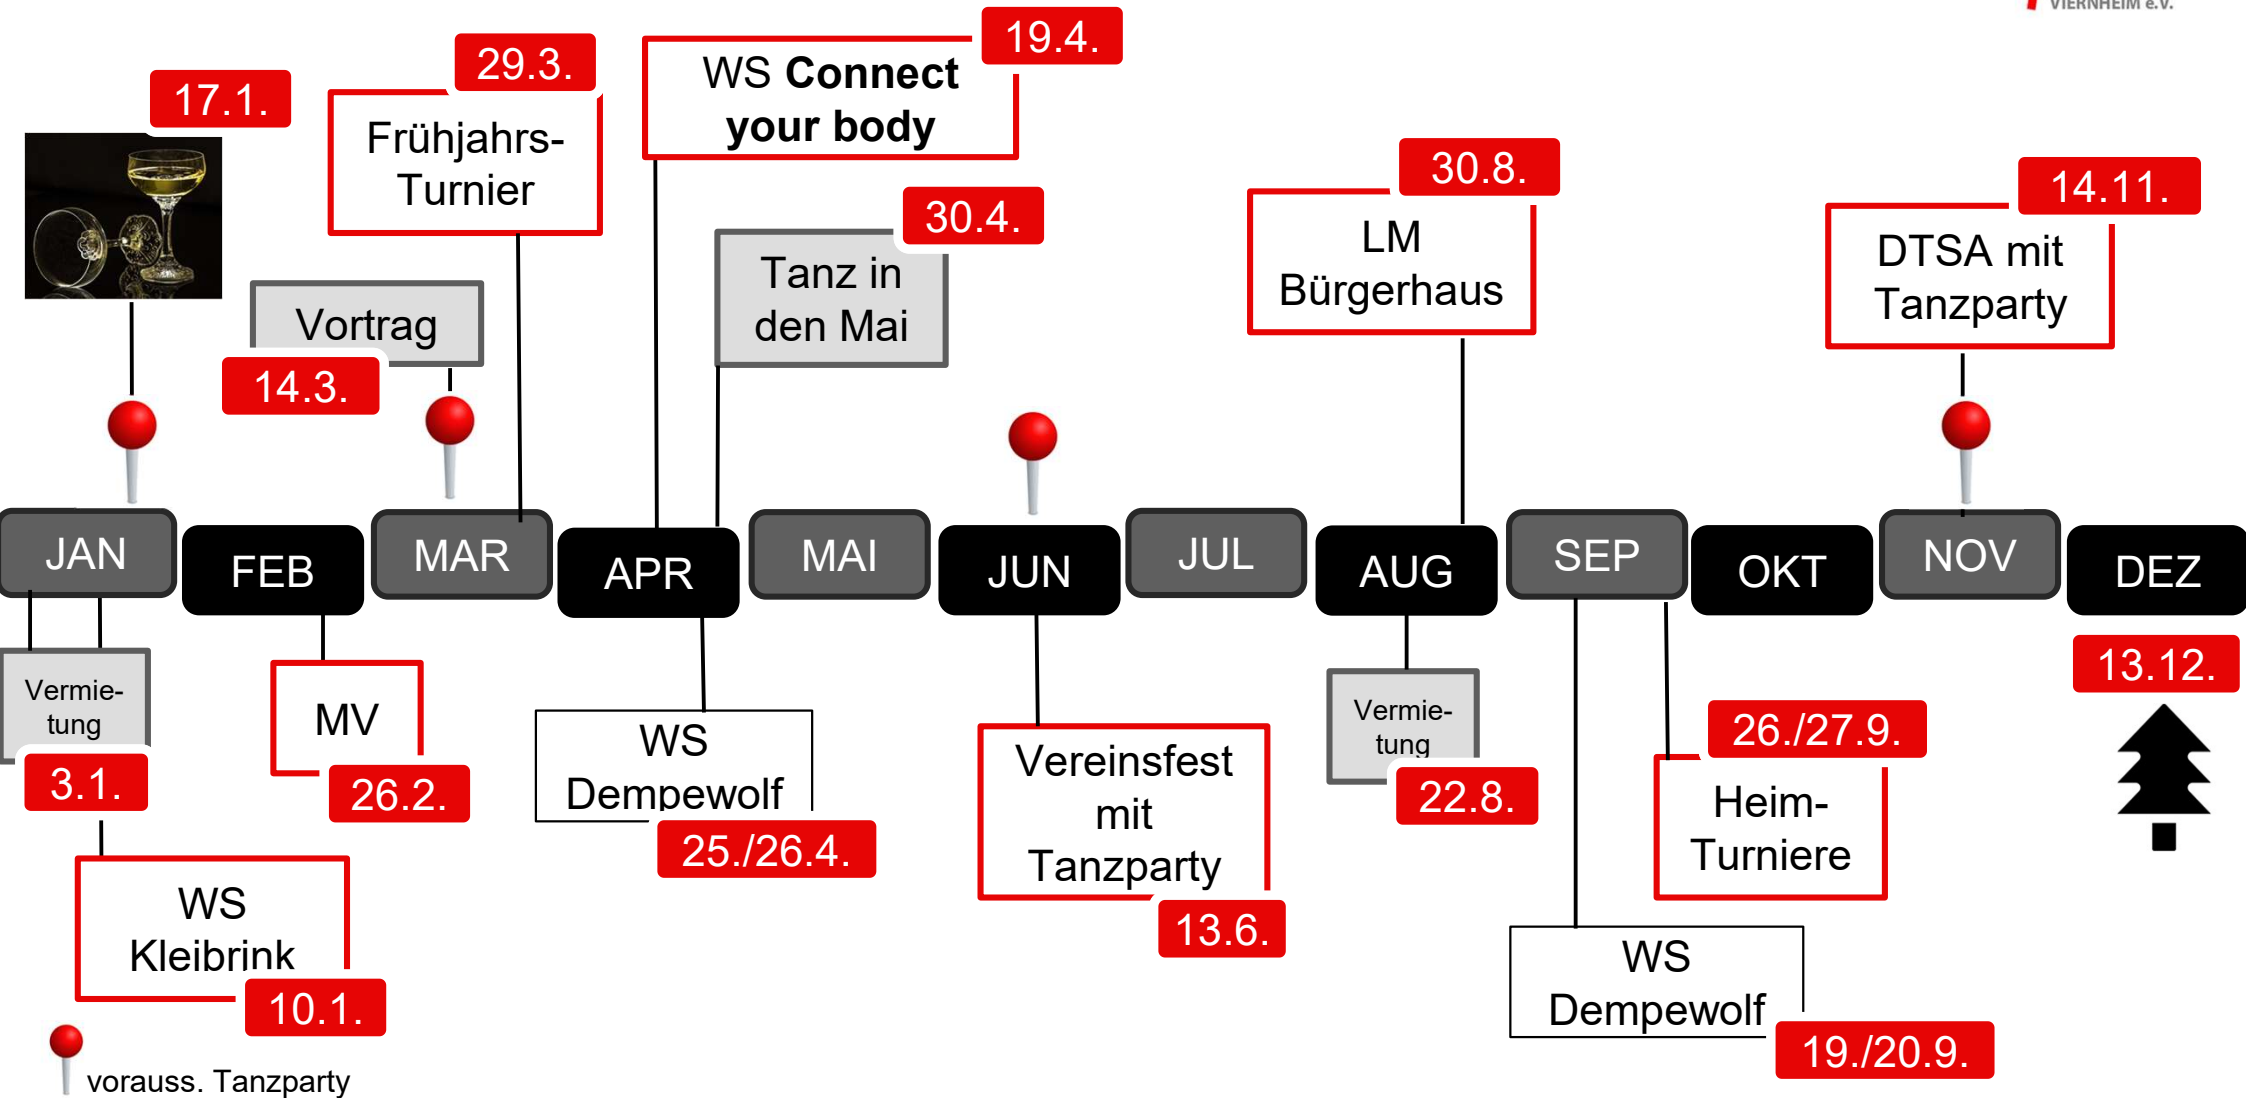 VIERNHEIM e.V.
17.1.
29.3.
Frühjahrs-
Turnier
19.4.
WS Connect
your body
30.4.
Tanz in
den Mai
Vortrag
14.3.
30.8.
LM
Bürgerhaus
14.11.
DTSA mit
Tanzparty
JAN
FEB
MAR
APR
MAI
JUN
JUL
AUG
SEP
OKT
NOV
DEZ
Vermie-
tung
3.1.
WS
Kleibrink
10.1.
MV
26.2.
WS
Dempewolf
25./26.4.
Vereinsfest
mit
Tanzparty
13.6.
Vermie-
tung
22.8.
26./27.9.
Heim-
Turniere
WS
Dempewolf
19./20.9.
13.12.
vorauss. Tanzparty